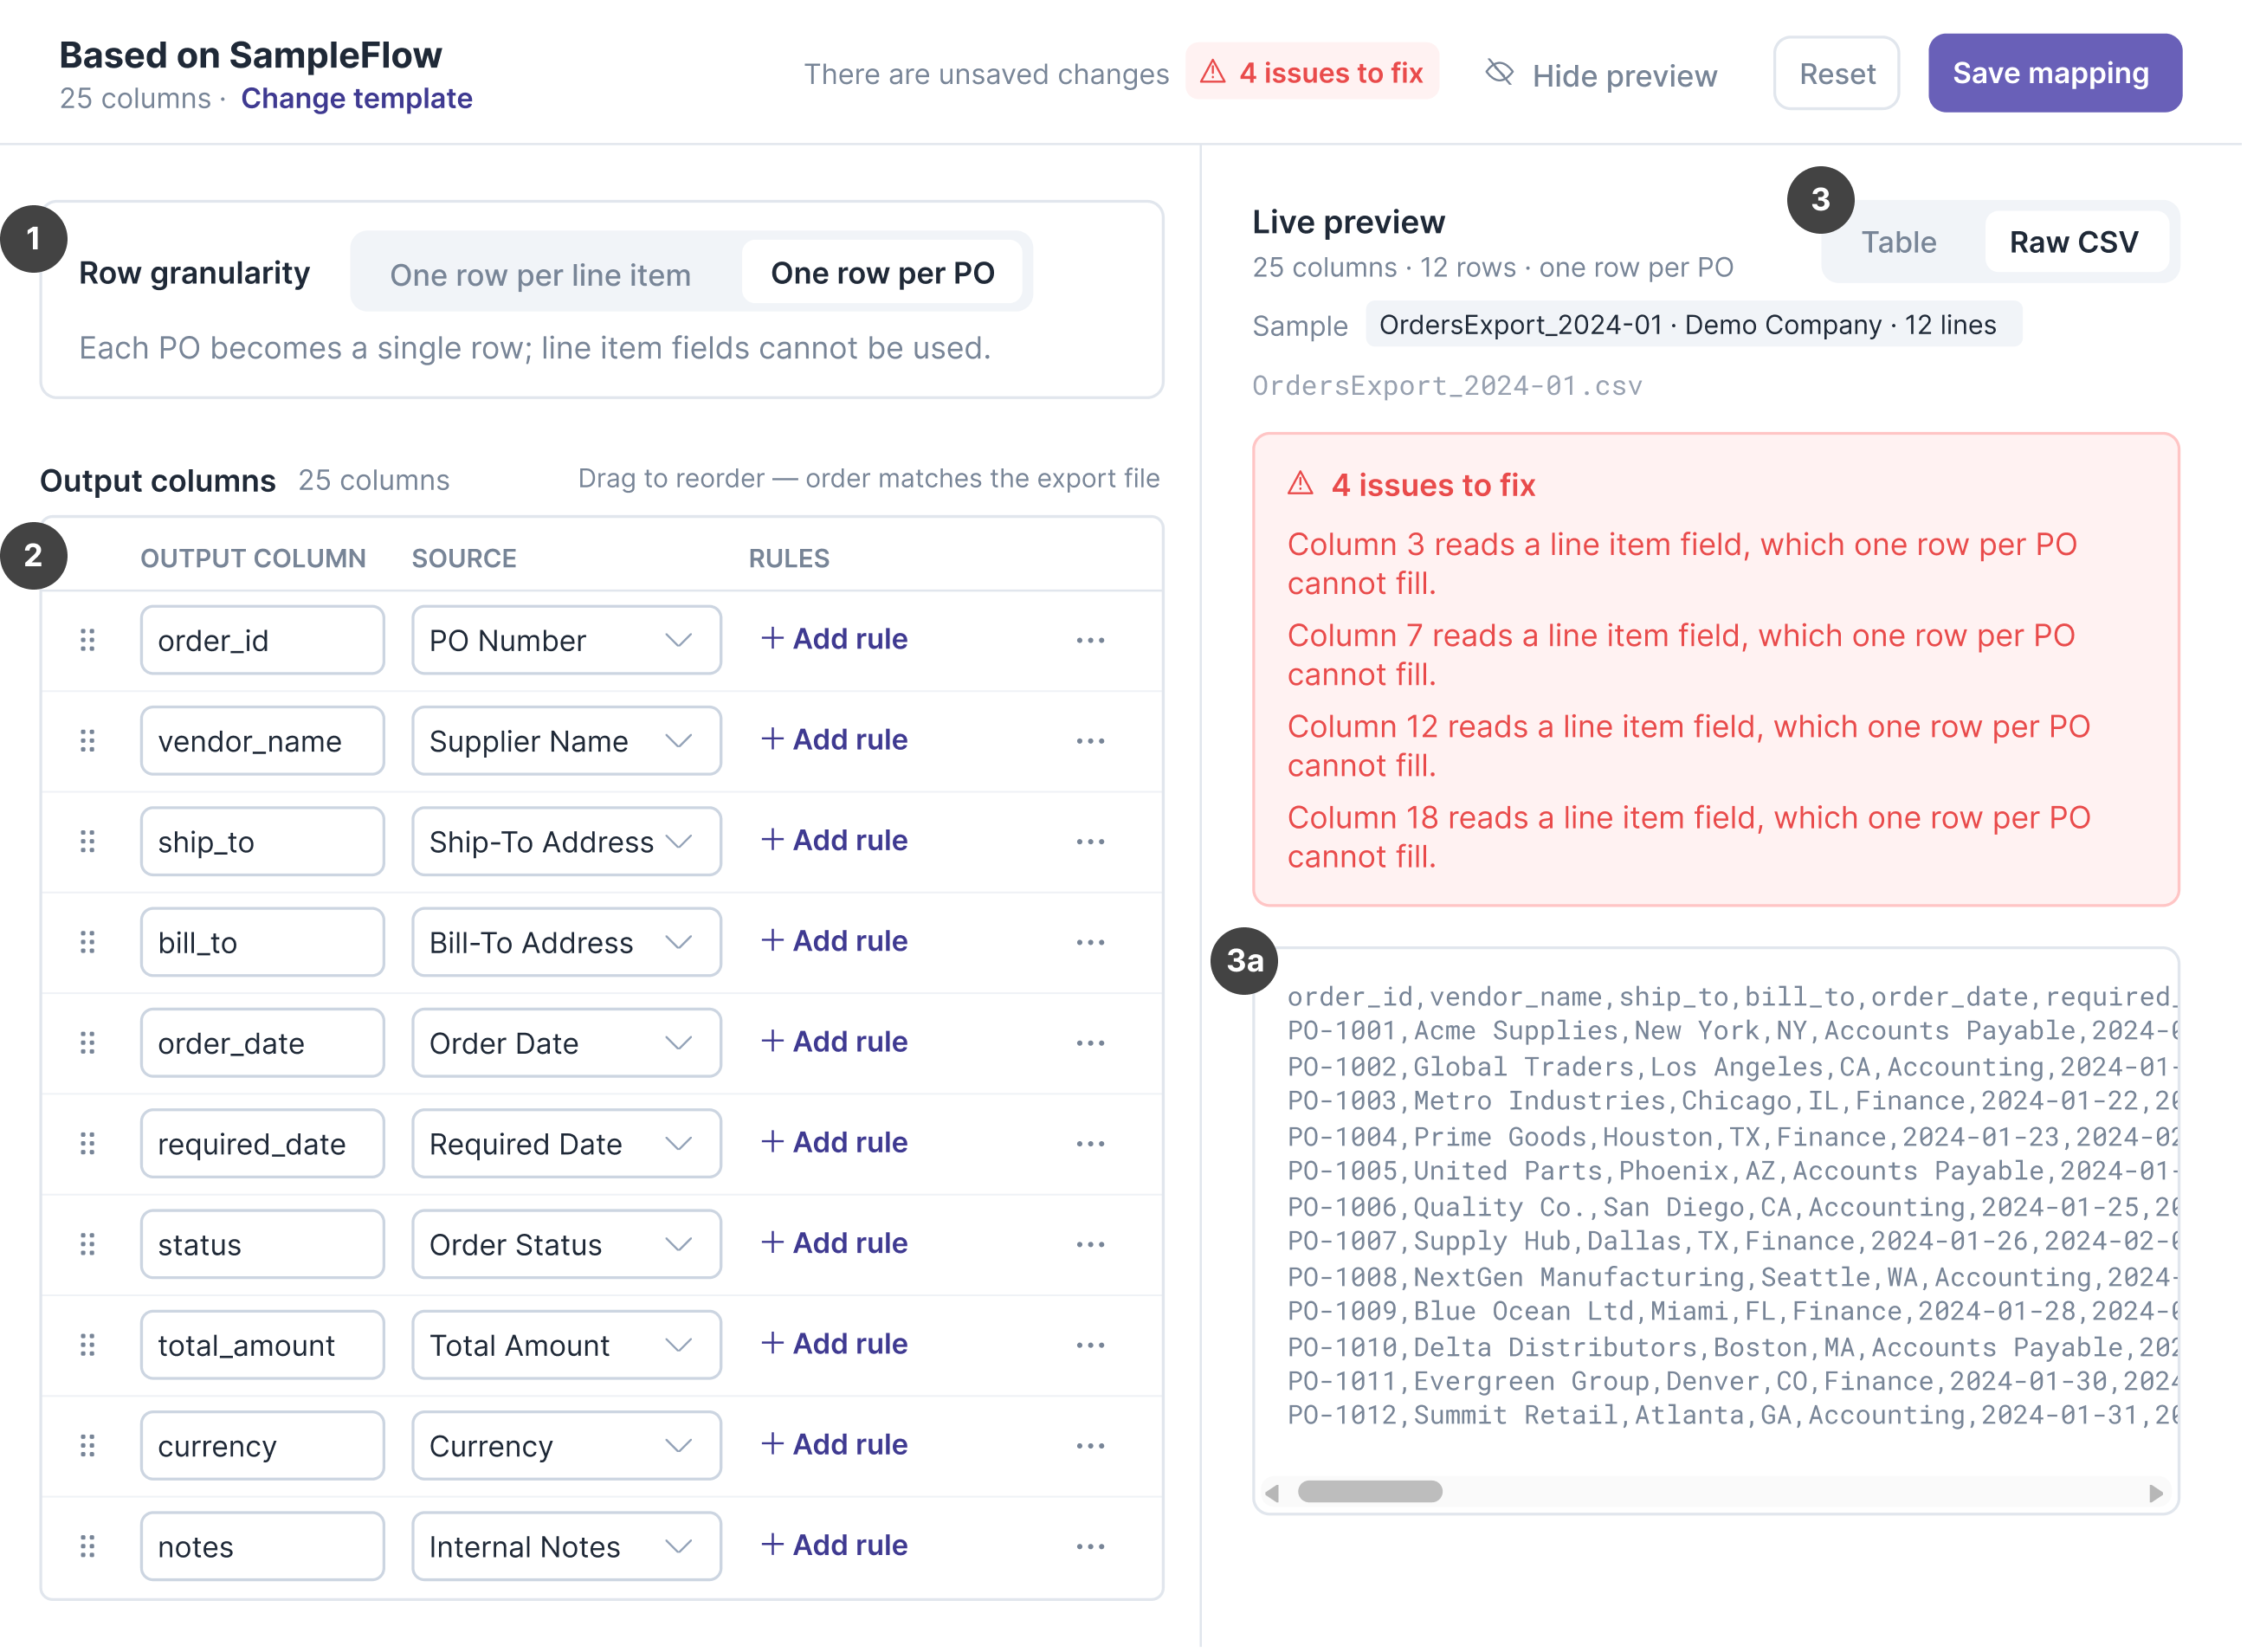 Based on SampleFlow
25 columns · Change template
There are unsaved changes
4 issues to fix
Hide preview
Reset
Save mapping
1
Row granularity
One row per line item
One row per PO
Each PO becomes a single row; line item fields cannot be used.
Output columns 25 columns
Drag to reorder — order matches the export file
2
OUTPUT COLUMN SOURCE RULES
order_id PO Number + Add rule
vendor_name Supplier Name + Add rule
ship_to Ship-To Address + Add rule
bill_to Bill-To Address + Add rule
order_date Order Date + Add rule
required_date Required Date + Add rule
status Order Status + Add rule
total_amount Total Amount + Add rule
currency Currency + Add rule
notes Internal Notes + Add rule
3
Live preview
Table
Raw CSV
25 columns · 12 rows · one row per PO
Sample OrdersExport_2024-01 · Demo Company · 12 lines
OrdersExport_2024-01.csv
4 issues to fix
Column 3 reads a line item field, which one row per PO
cannot fill.
Column 7 reads a line item field, which one row per PO
cannot fill.
Column 12 reads a line item field, which one row per PO
cannot fill.
Column 18 reads a line item field, which one row per PO
cannot fill.
3a
order_id,vendor_name,ship_to,bill_to,order_date,required_
PO-1001,Acme Supplies,New York,NY,Accounts Payable,2024-0
PO-1002,Global Traders,Los Angeles,CA,Accounting,2024-01-
PO-1003,Metro Industries,Chicago,IL,Finance,2024-01-22,20
PO-1004,Prime Goods,Houston,TX,Finance,2024-01-23,2024-02
PO-1005,United Parts,Phoenix,AZ,Accounts Payable,2024-01-
PO-1006,Quality Co.,San Diego,CA,Accounting,2024-01-25,20
PO-1007,Supply Hub,Dallas,TX,Finance,2024-01-26,2024-02-0
PO-1008,NextGen Manufacturing,Seattle,WA,Accounting,2024-
PO-1009,Blue Ocean Ltd,Miami,FL,Finance,2024-01-28,2024-0
PO-1010,Delta Distributors,Boston,MA,Accounts Payable,202
PO-1011,Evergreen Group,Denver,CO,Finance,2024-01-30,2024
PO-1012,Summit Retail,Atlanta,GA,Accounting,2024-01-31,20